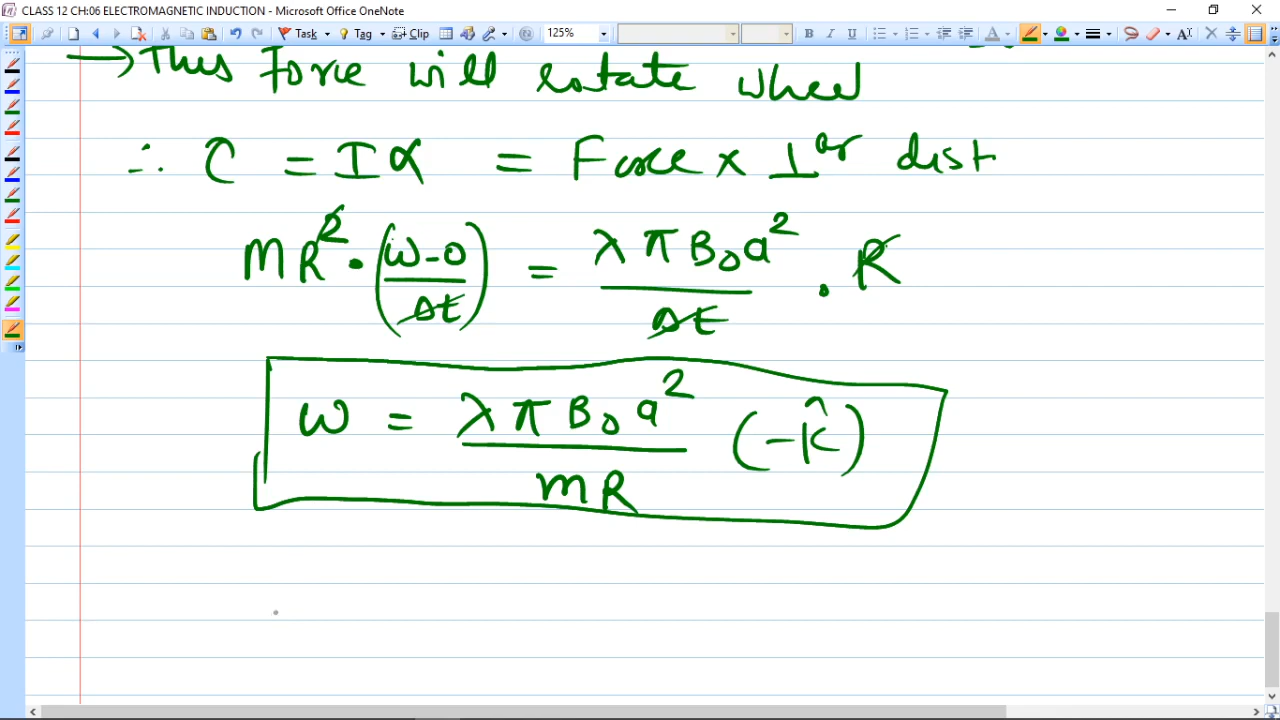 CLASS 12 CH:06 ELECTROMAGNETIC INDUCTION - Microsoft Office OneNote
Task Tag Clip 125% B I U A
→ This Force will rotate wheel
∴ C = Iα = Force × ⊥ar dist
MR² · (ω-0)/Δt = λπB₀a²/Δt · R
ω = λπB₀a²/mR (-k̂)